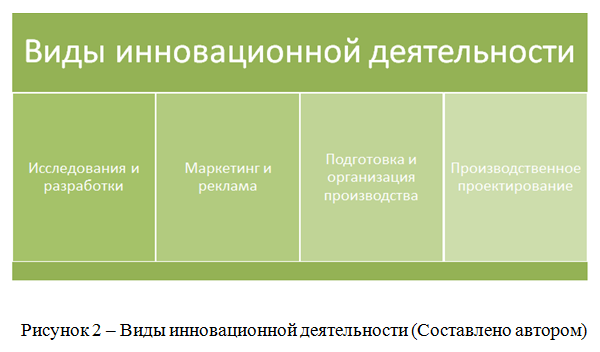 Виды инновационной деятельности
Исследования и
разработки
Маркетинг и
реклама
Подготовка и
организация
производства
Производственное
проектирование
Рисунок 2 – Виды инновационной деятельности (Составлено автором)